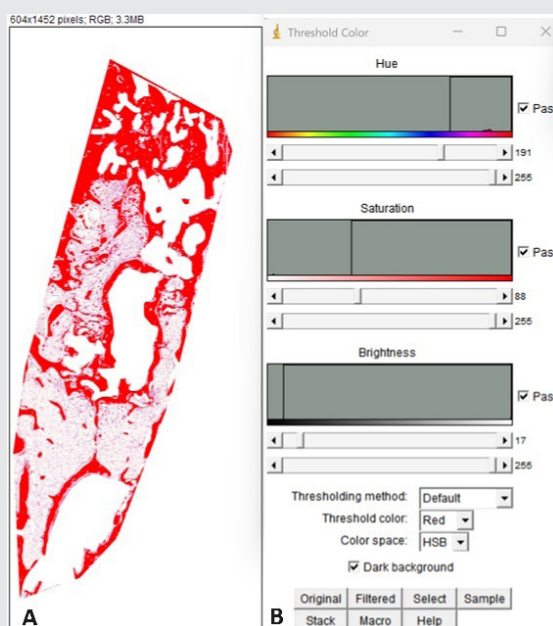 604x1452 pixels; RGB; 3.3MB
A
Threshold Color
Hue
Pas
191
255
Saturation
Pas
88
255
Brightness
Pas
17
255
Thresholding method: Default
Threshold color: Red
Color space: HSB
Dark background
Original Filtered Select Sample
Stack Macro Help
B